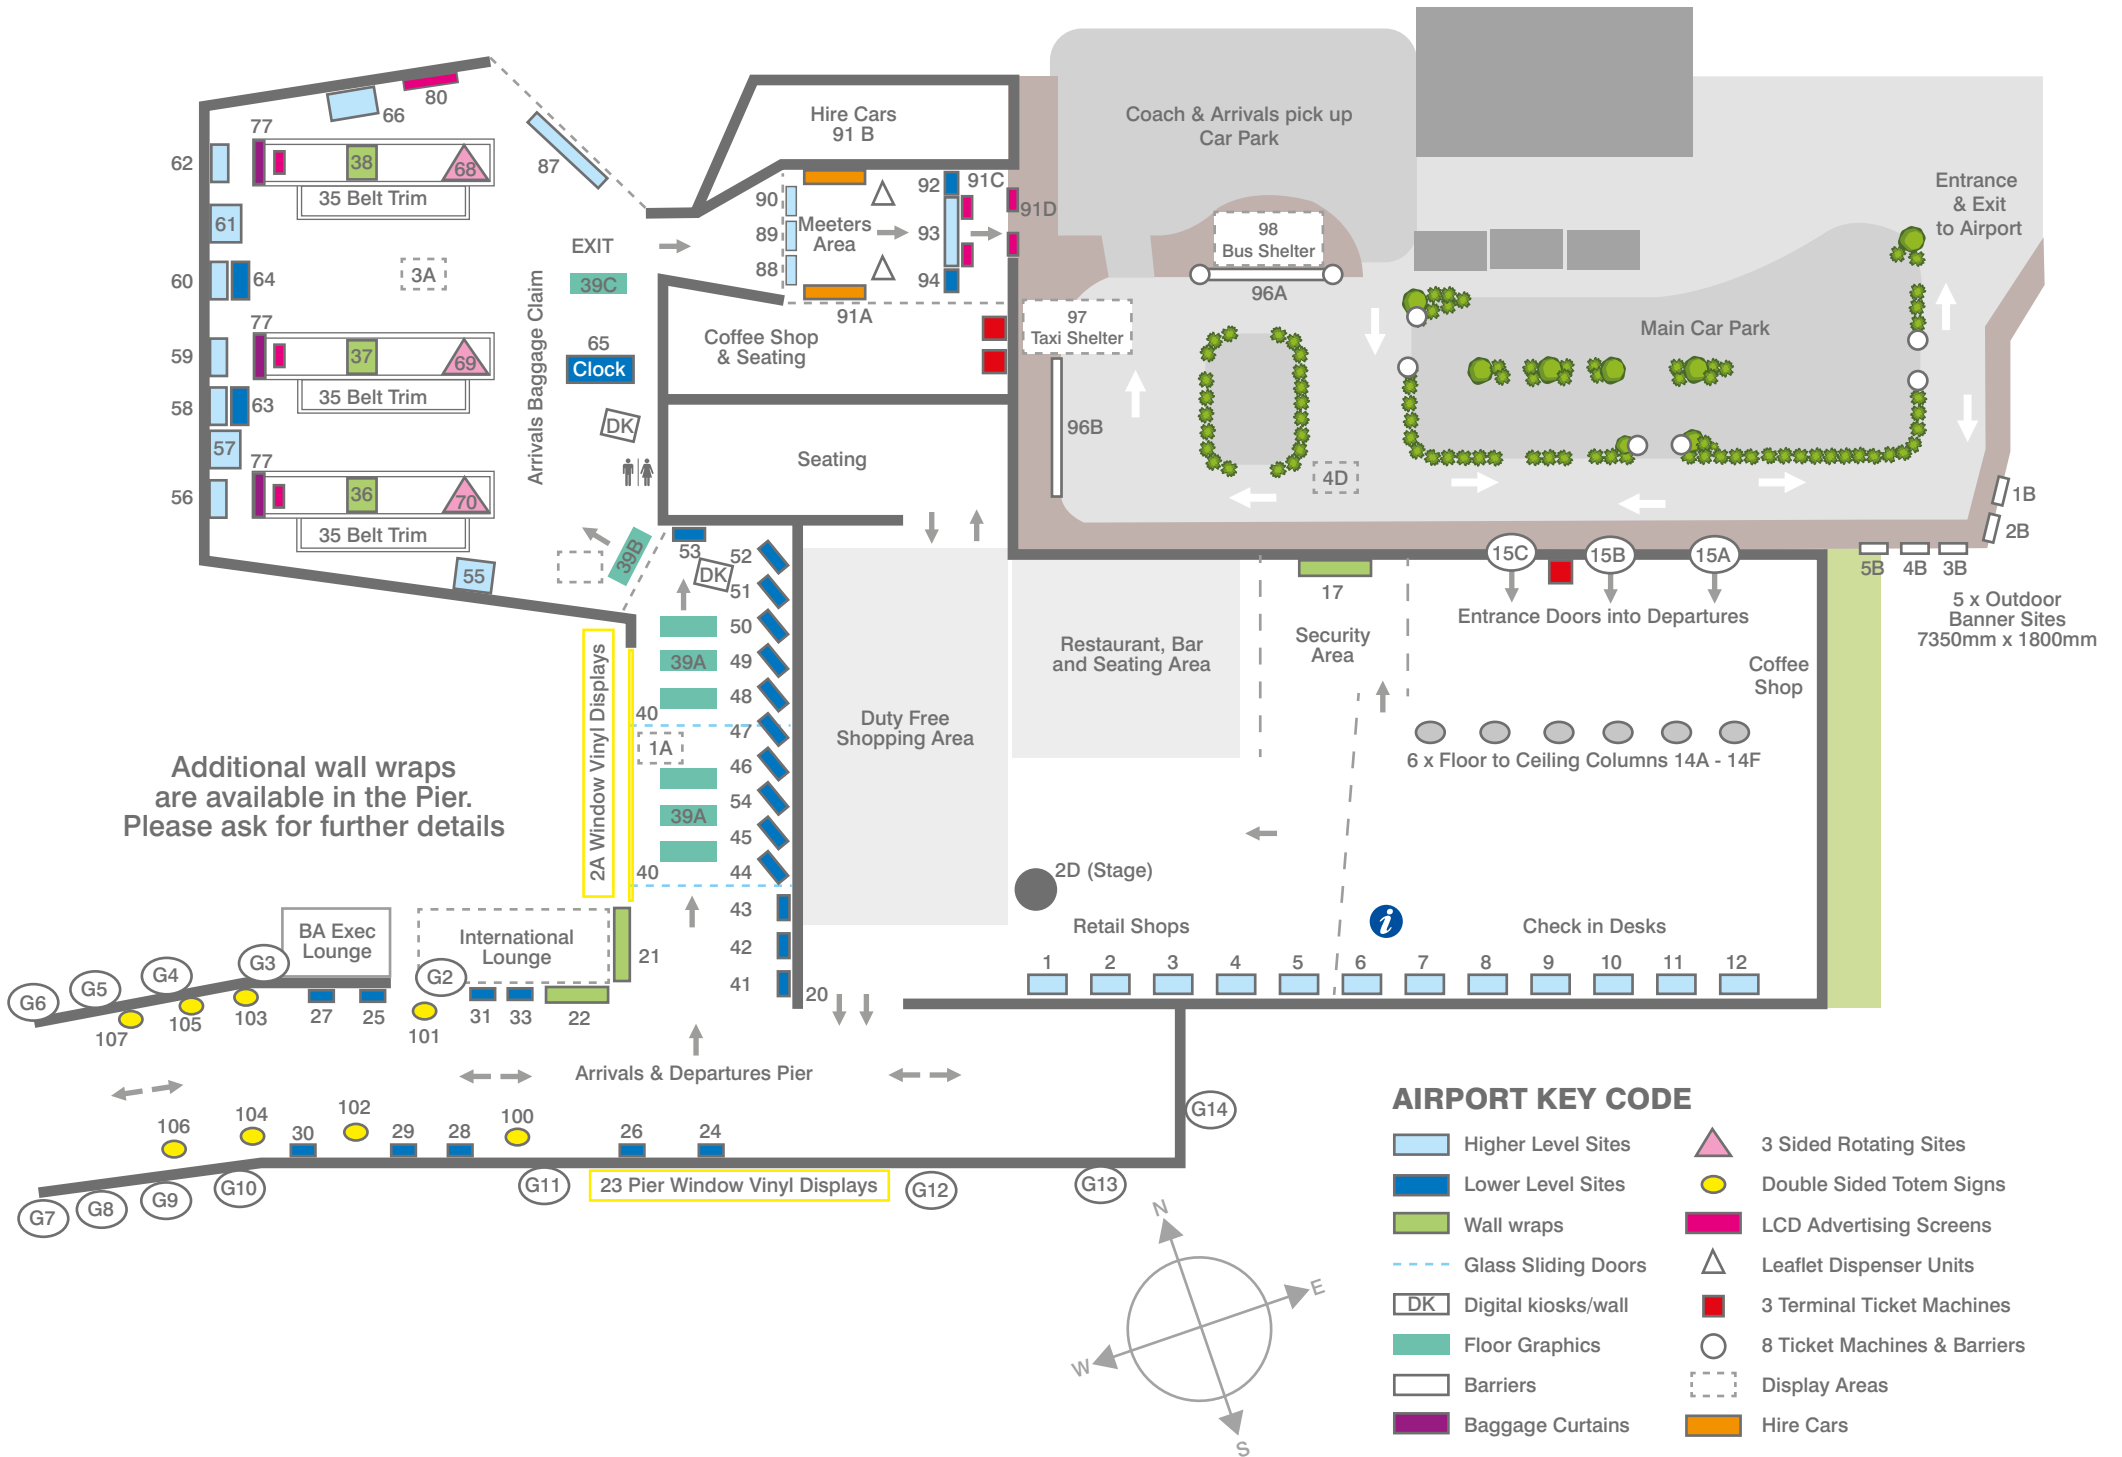 80
66
77
62
38
68
87
35 Belt Trim
61
60
64
3A
EXIT
39C
Arrivals Baggage Claim
65
Clock
77
59
37
69
35 Belt Trim
58
63
57
DK
77
56
36
70
35 Belt Trim
55
39B
53
DK
Hire Cars
91 B
90
89
88
Meeters
Area
92
93
94
91C
91D
91A
Coffee Shop
& Seating
Seating
Coach & Arrivals pick up
Car Park
98
Bus Shelter
96A
97
Taxi Shelter
96B
4D
Main Car Park
Entrance
& Exit
to Airport
1B
2B
5B
4B
3B
5 x Outdoor
Banner Sites
7350mm x 1800mm
15C
15B
15A
Entrance Doors into Departures
17
Security
Area
Restaurant, Bar
and Seating Area
Coffee
Shop
6 x Floor to Ceiling Columns 14A - 14F
Duty Free
Shopping Area
52
51
50
49
48
47
46
54
45
44
43
42
41
20
39A
39A
40
1A
40
2A Window Vinyl Displays
Additional wall wraps
are available in the Pier.
Please ask for further details
2D (Stage)
Retail Shops
i
Check in Desks
1
2
3
4
5
6
7
8
9
10
11
12
BA Exec
Lounge
International
Lounge
21
22
G6
G5
G4
G3
G2
107
105
103
27
25
101
31
33
Arrivals & Departures Pier
106
104
30
102
29
28
100
26
24
G7
G8
G9
G10
G11
23 Pier Window Vinyl Displays
G12
G13
G14
N
E
W
S
AIRPORT KEY CODE
Higher Level Sites
Lower Level Sites
Wall wraps
Glass Sliding Doors
DK
Digital kiosks/wall
Floor Graphics
Barriers
Baggage Curtains
3 Sided Rotating Sites
Double Sided Totem Signs
LCD Advertising Screens
Leaflet Dispenser Units
3 Terminal Ticket Machines
8 Ticket Machines & Barriers
Display Areas
Hire Cars